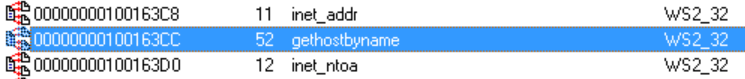 00000000100163C8 11 inet_addr WS2_32
00000000100163CC 52 gethostbyname WS2_32
00000000100163D0 12 inet_ntoa WS2_32